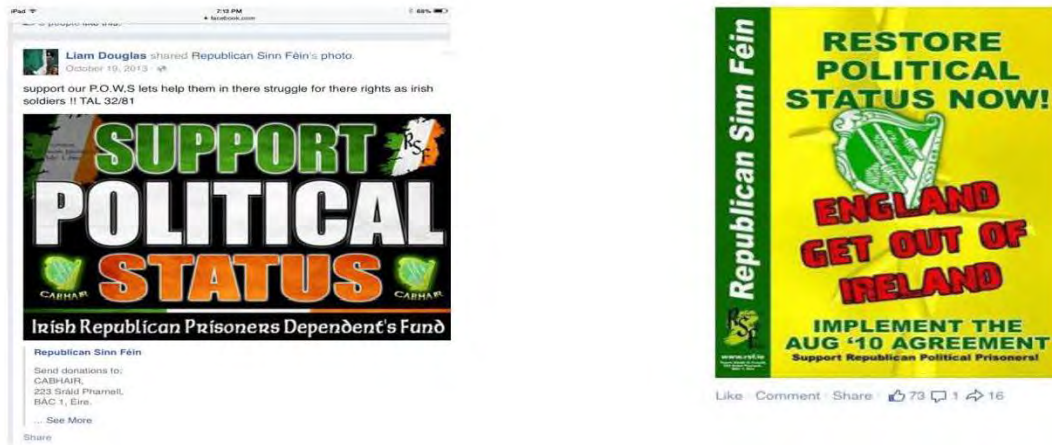 iPad
7:13 PM
facebook.com
people like this.
Liam Douglas shared Republican Sinn Féin's photo.
October 19, 2013
support our P.O.W,S lets help them in there struggle for there rights as irish
soldiers !! TAL 32/81
SUPPORT
RSF
POLITICAL
STATUS
CABHAIR
CABHAIR
Irish Republican Prisoners Dependent's Fund
Republican Sinn Féin
Send donations to:
CABHAIR,
223 Sráid Pharnell,
BÁC 1, Éire.
... See More
Share
Republican Sinn Féin
RSF
www.rsf.ie
RESTORE
POLITICAL
STATUS NOW!
ENGLAND
GET OUT OF
IRELAND
IMPLEMENT THE
AUG '10 AGREEMENT
Support Republican Political Prisoners!
Like · Comment · Share · 73 1 16